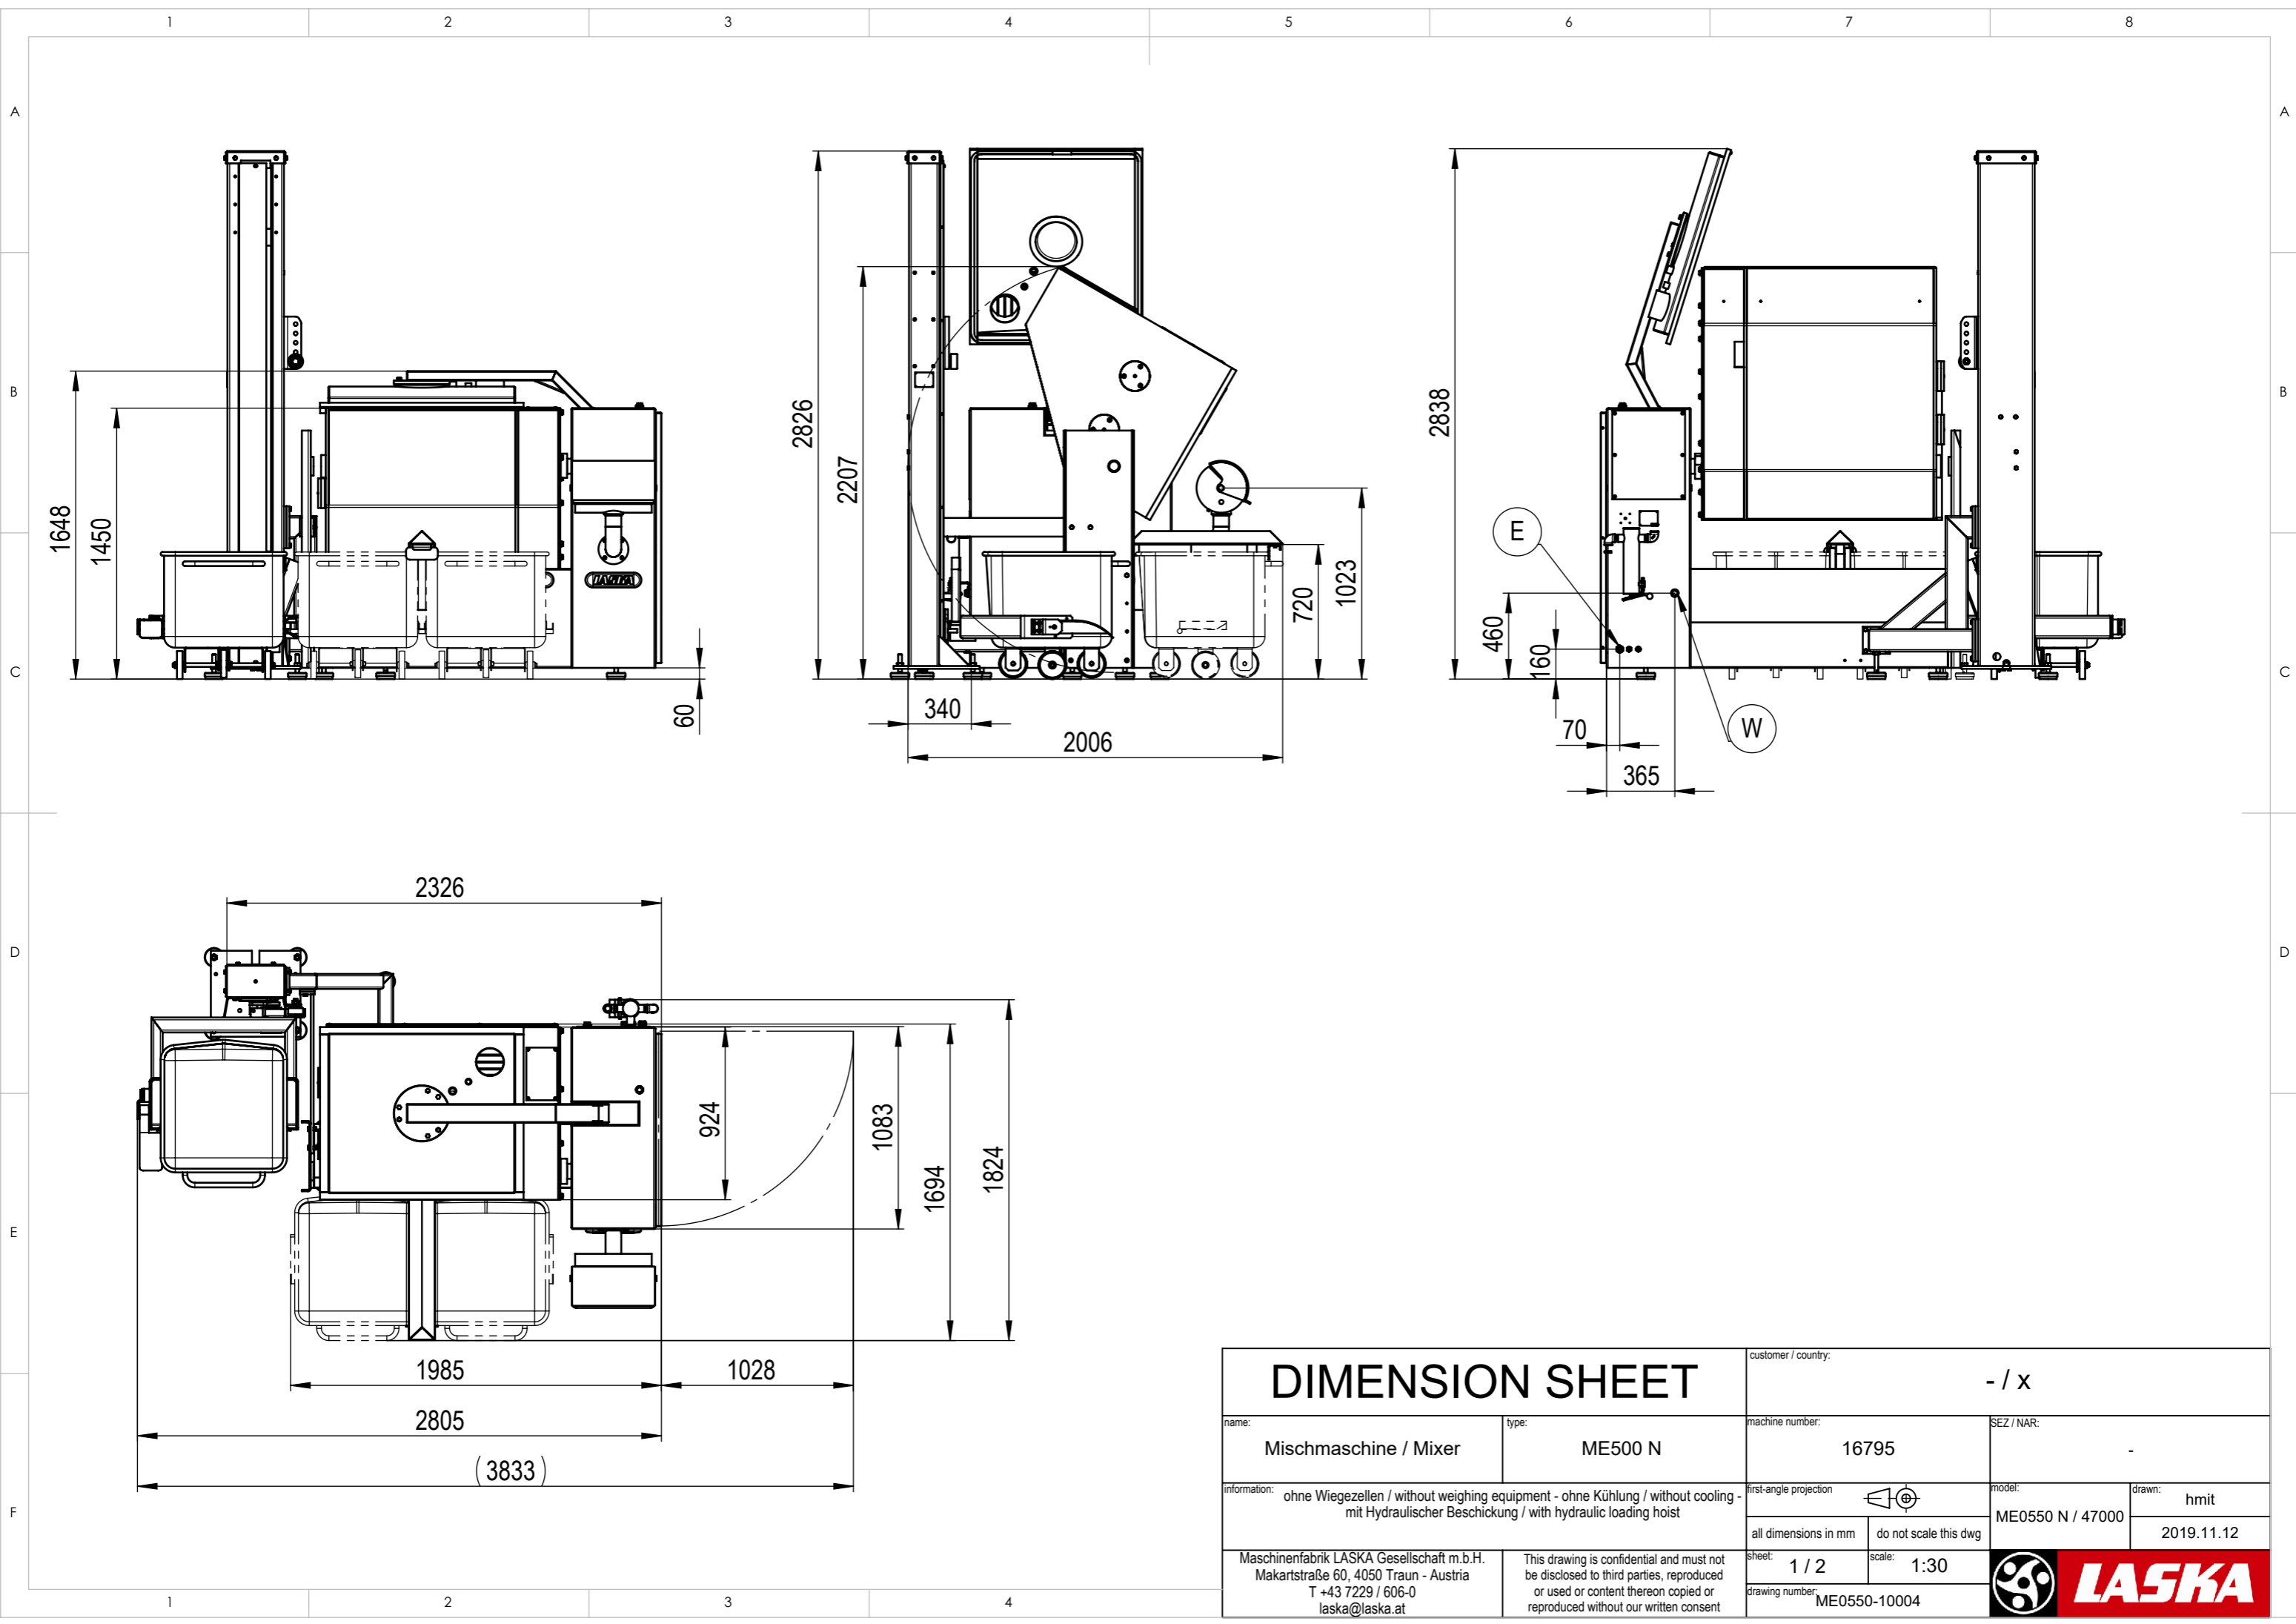 1 2 3 4 5 6 7 8
A A
B B
C C
D D
E
F
1 2 3 4
1648
1450
60
2826
2207
340
2006
720
1023
2838
E
460
160
70
365
W
2326
924
1083
1694
1824
1985
1028
2805
(3833)
DIMENSION SHEET
customer / country:
- / x
name:
Mischmaschine / Mixer
type:
ME500 N
machine number:
16795
SEZ / NAR:
-
information:
ohne Wiegezellen / without weighing equipment - ohne Kühlung / without cooling -
mit Hydraulischer Beschickung / with hydraulic loading hoist
first-angle projection
model:
ME0550 N / 47000
drawn:
hmit
2019.11.12
all dimensions in mm
do not scale this dwg
Maschinenfabrik LASKA Gesellschaft m.b.H.
Makartstraße 60, 4050 Traun - Austria
T +43 7229 / 606-0
laska@laska.at
This drawing is confidential and must not
be disclosed to third parties, reproduced
or used or content thereon copied or
reproduced without our written consent
sheet:
1 / 2
scale:
1:30
drawing number:
ME0550-10004
LASKA
LASKA